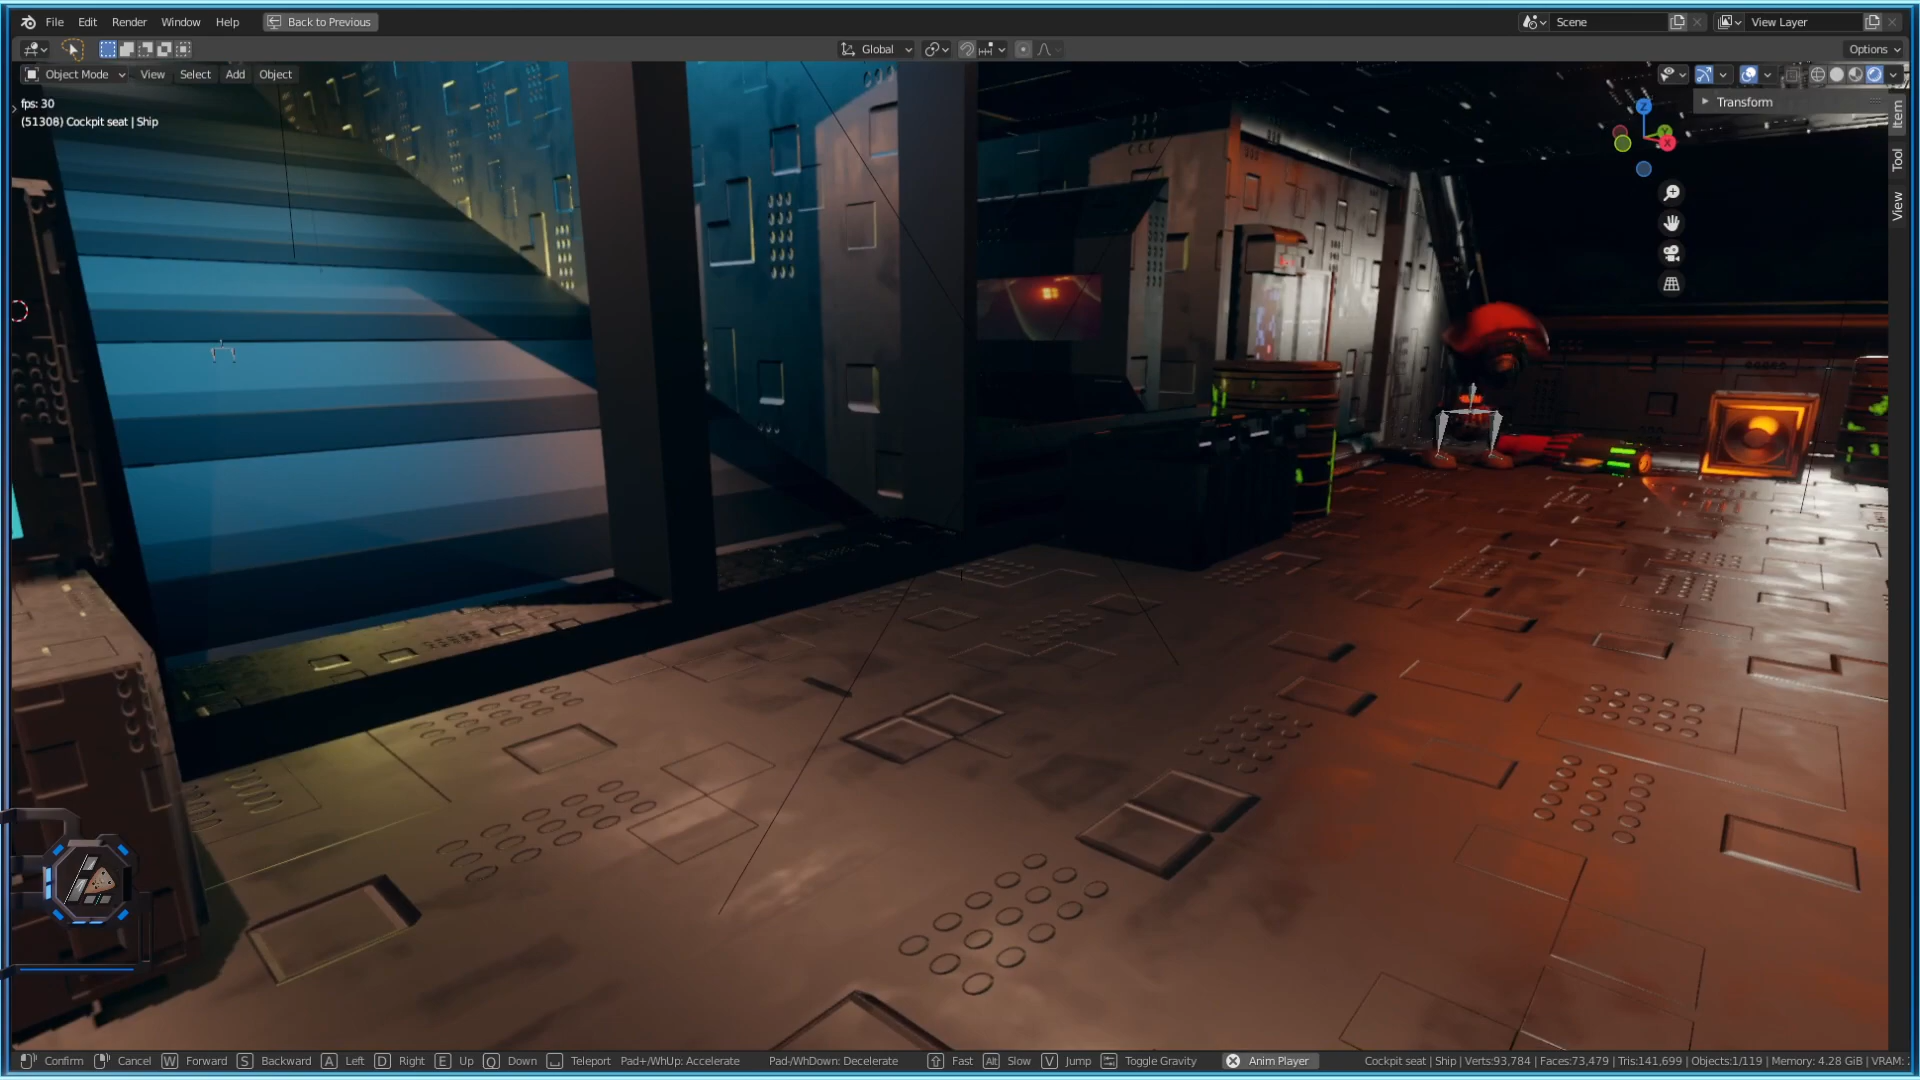 File Edit Render Window Help Back to Previous Scene View Layer
Global Options
Object Mode View Select Add Object
Transform
fps: 30
(51308) Cockpit seat | Ship
Item
Tool
View
Confirm Cancel W Forward S Backward A Left D Right E Up Q Down Teleport Pad+/WhUp: Accelerate Pad-/WhDown: Decelerate Fast Alt Slow V Jump Toggle Gravity Anim Player Cockpit seat | Ship | Verts:93,784 | Faces:73,479 | Tris:141,699 | Objects:1/119 | Memory: 4.28 GiB | VRAM: